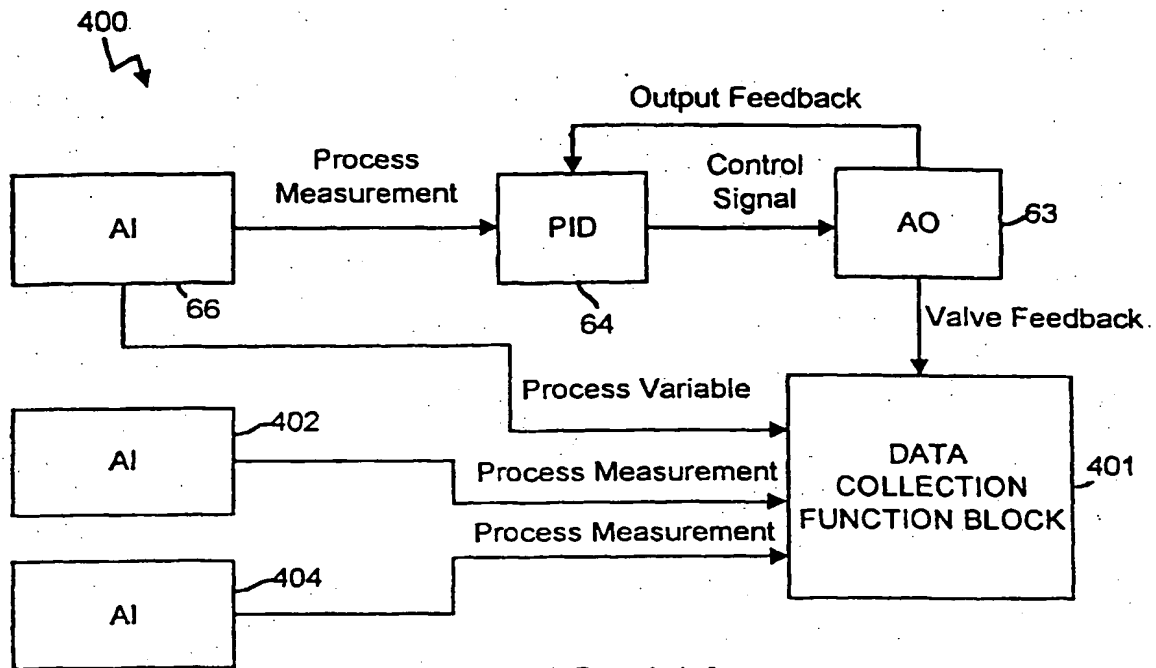 400
Output Feedback
Process
Measurement
Control
Signal
AI
PID
AO
63
66
64
Valve Feedback
Process Variable
402
AI
Process Measurement
DATA
COLLECTION
FUNCTION BLOCK
401
Process Measurement
404
AI